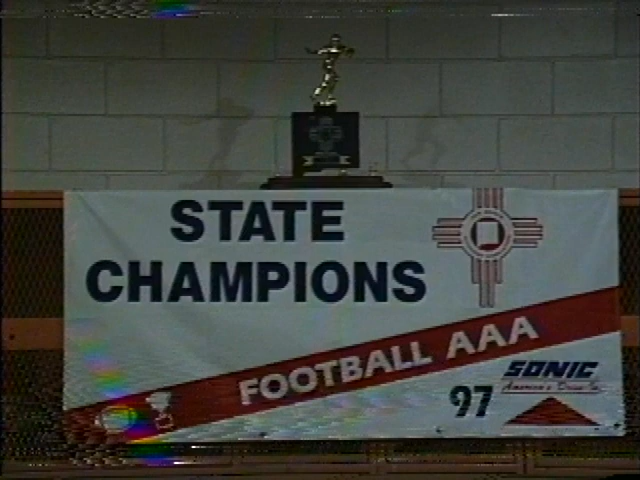 STATE
CHAMPIONS
FOOTBALL AAA
97
SONIC
America's Drive-In